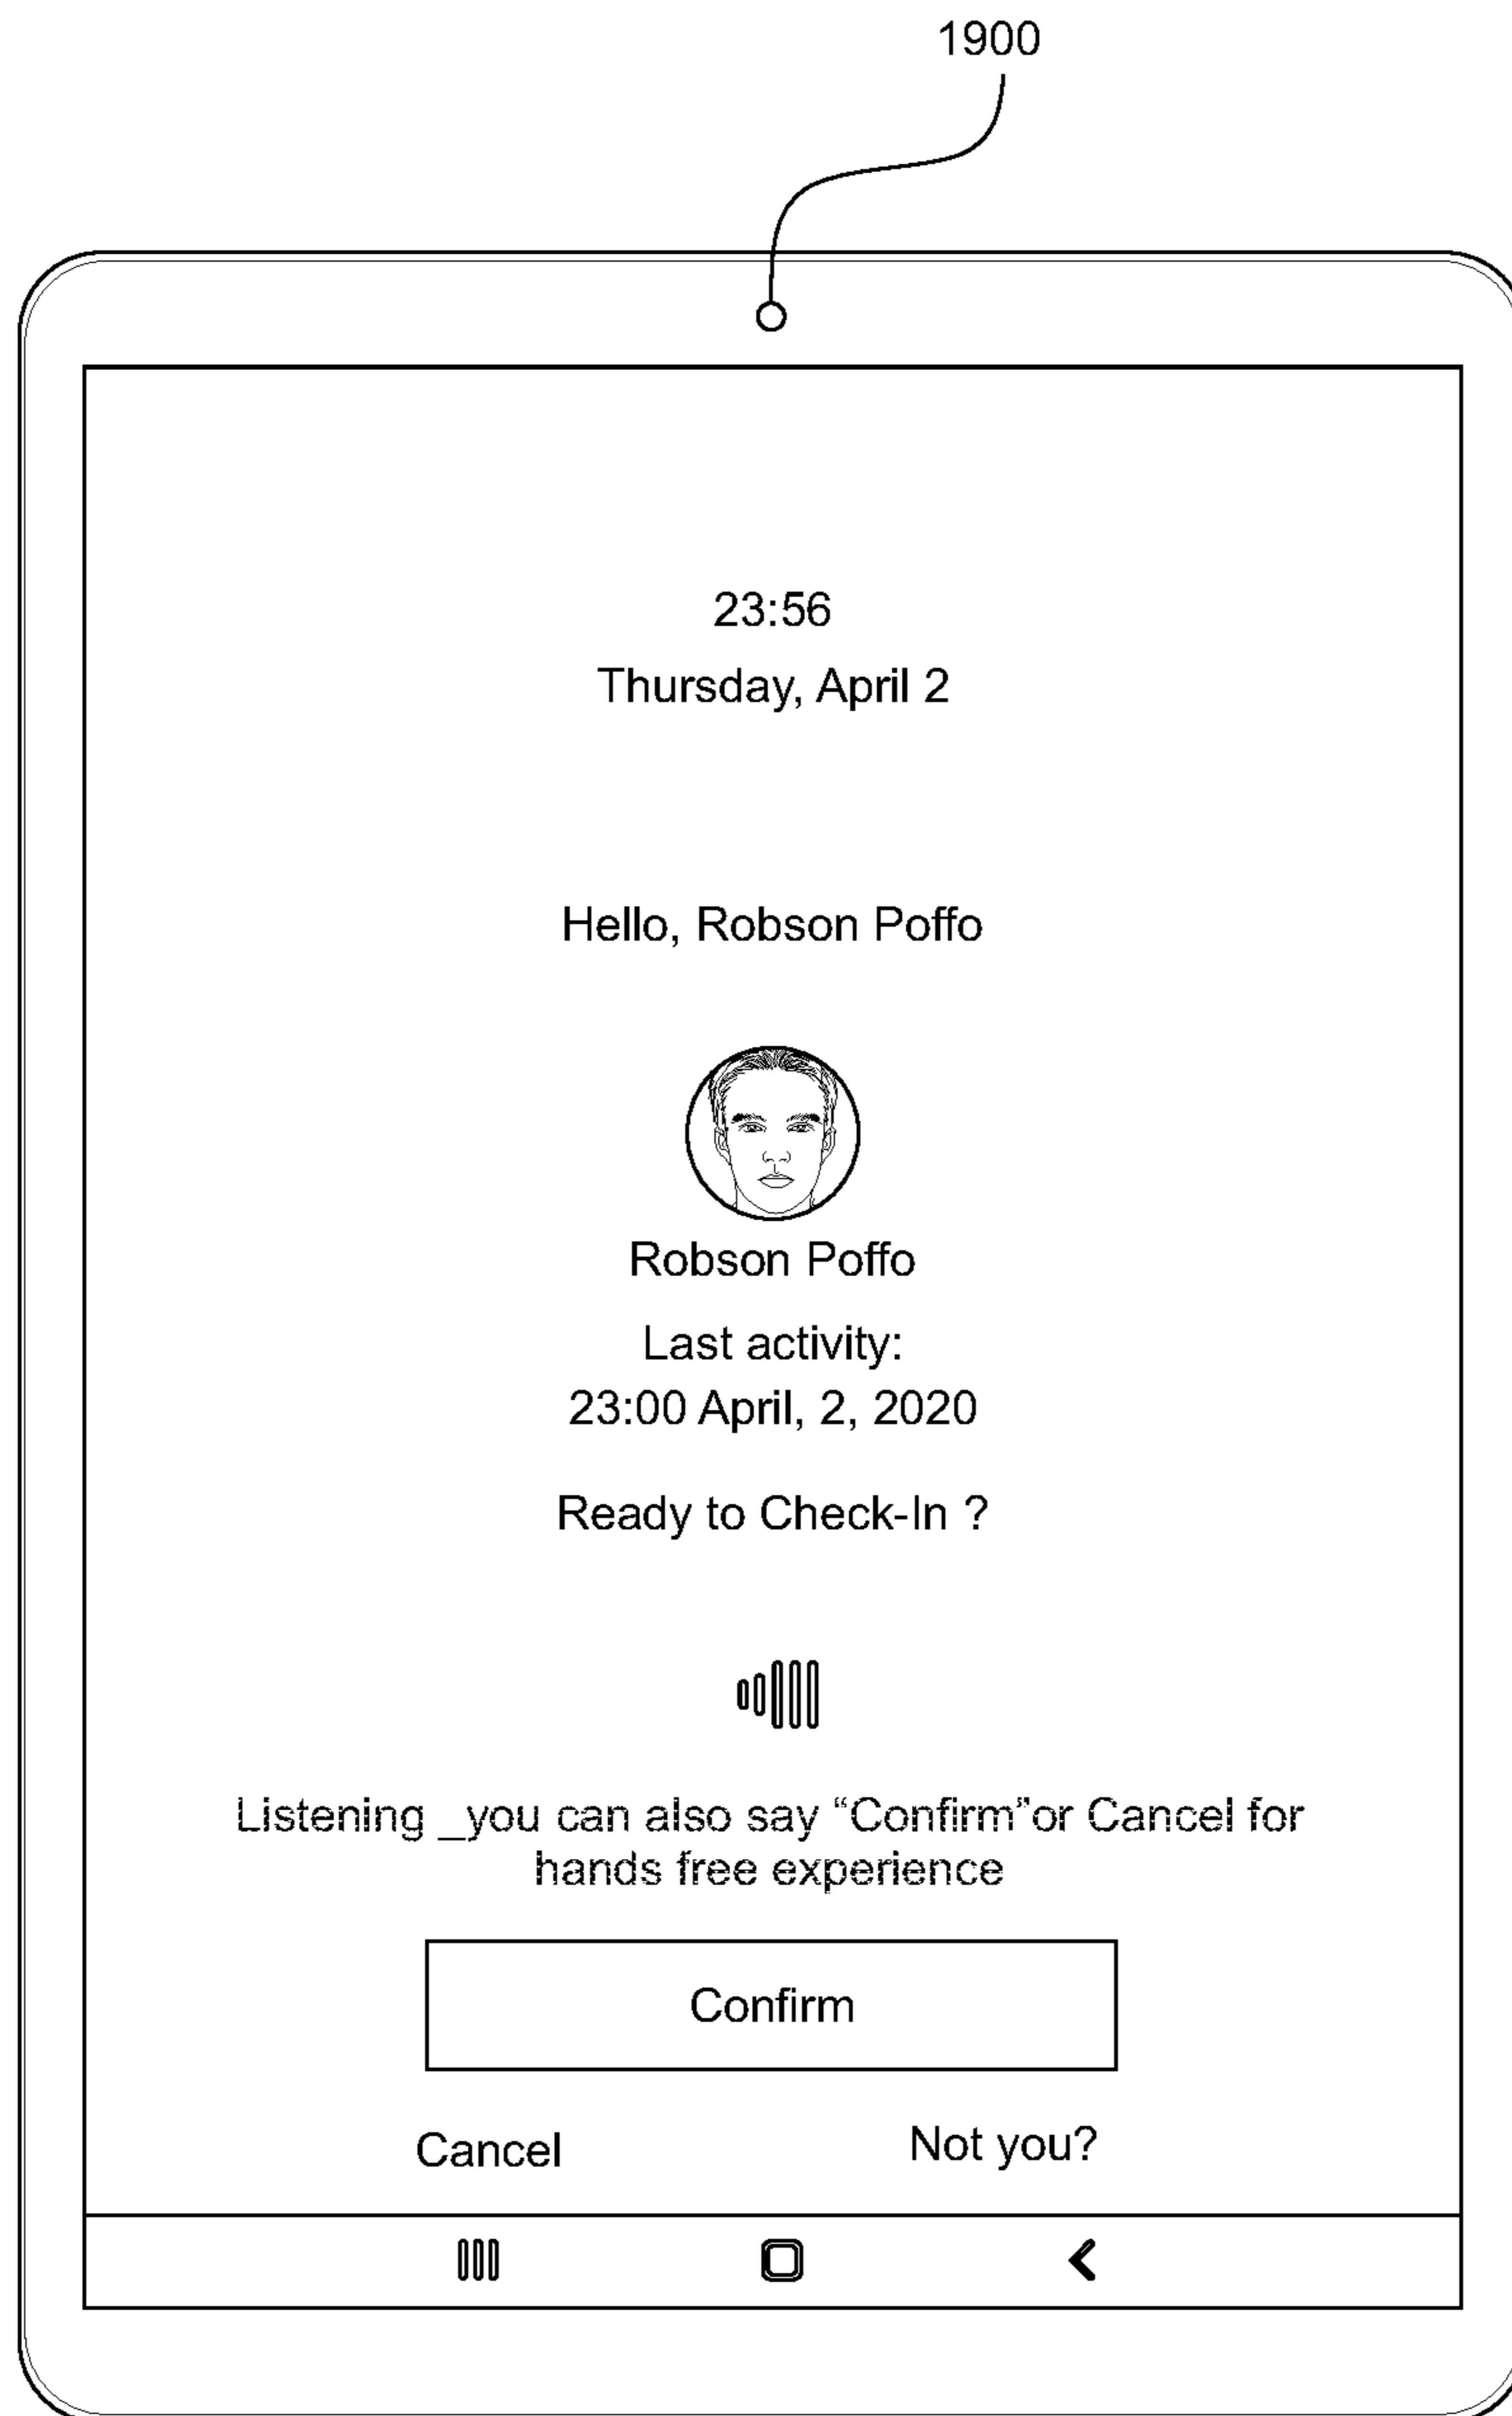 1900
23:56
Thursday, April 2
Hello, Robson Poffo
Robson Poffo
Last activity:
23:00 April, 2, 2020
Ready to Check-In ?
Listening _you can also say “Confirm”or Cancel for
hands free experience
Confirm
Cancel
Not you?